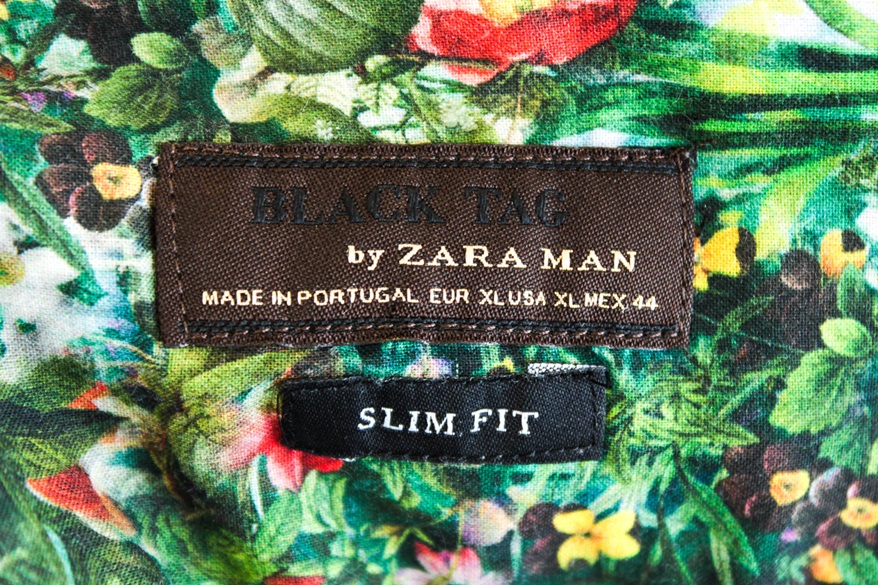 BLACK TAG
by ZARA MAN
MADE IN PORTUGAL EUR XL USA XL MEX 44
SLIM FIT